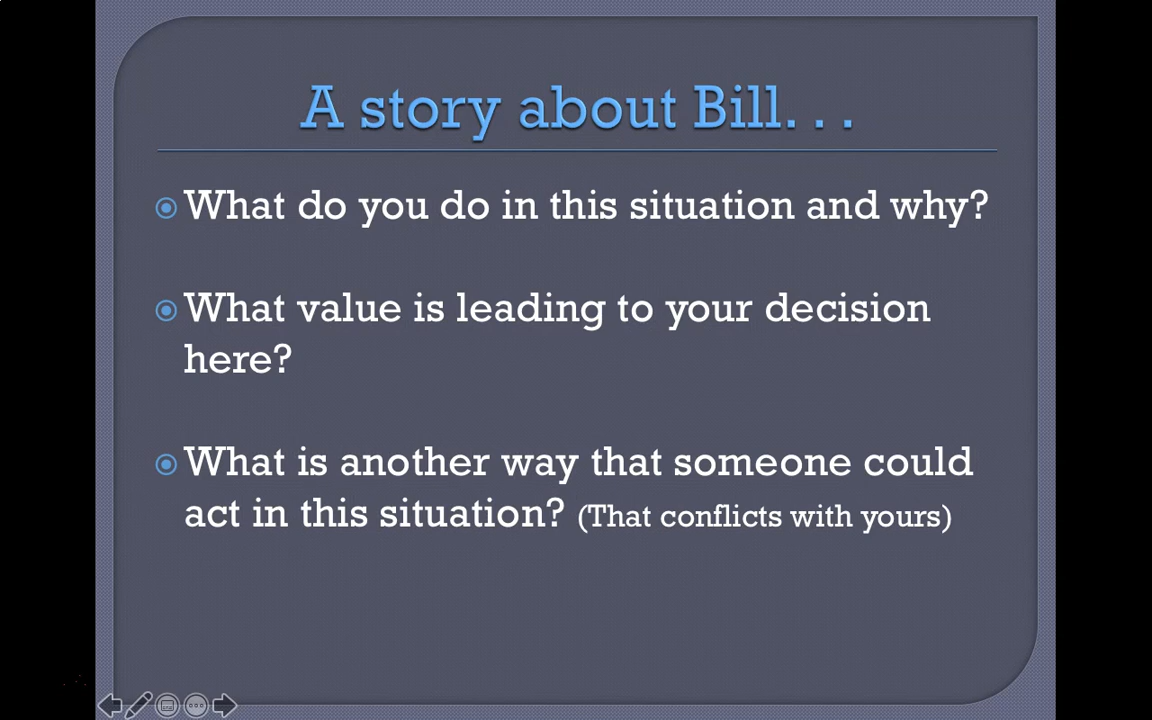 A story about Bill. . .
What do you do in this situation and why?
What value is leading to your decision
here?
What is another way that someone could
act in this situation? (That conflicts with yours)